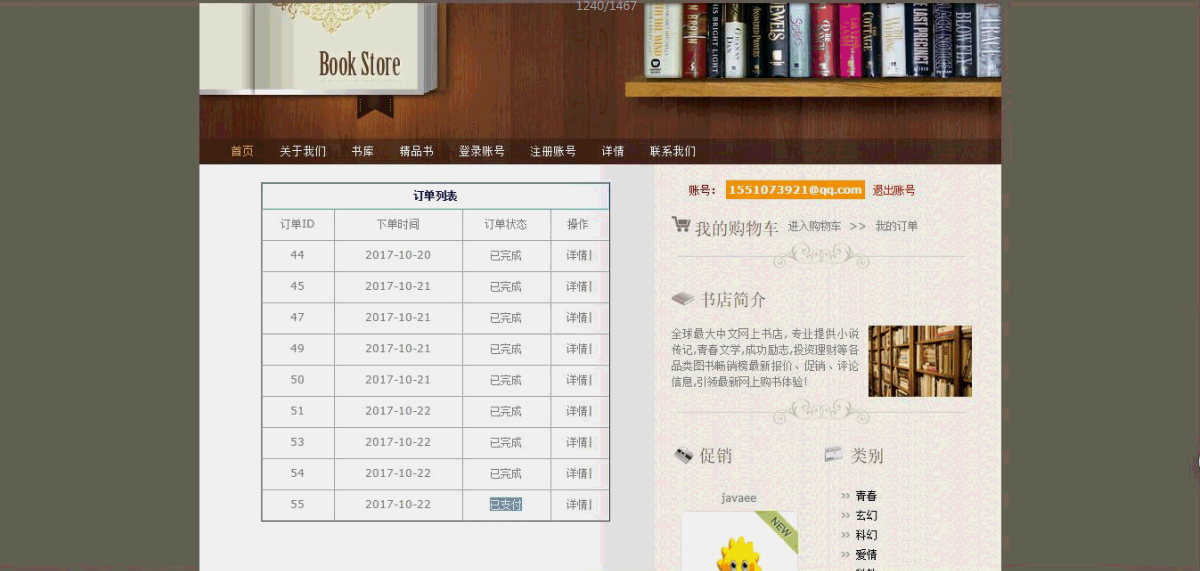 1240/1467
Book Store
首页 关于我们 书库 精品书 登录账号 注册账号 详情 联系我们
订单列表
订单ID 下单时间 订单状态 操作
44 2017-10-20 已完成 详情|
45 2017-10-21 已完成 详情|
47 2017-10-21 已完成 详情|
49 2017-10-21 已完成 详情|
50 2017-10-21 已完成 详情|
51 2017-10-22 已完成 详情|
53 2017-10-22 已完成 详情|
54 2017-10-22 已完成 详情|
55 2017-10-22 已支付 详情|
账号： 1551073921@qq.com 退出账号
我的购物车 进入购物车 >> 我的订单
书店简介
全球最大中文网上书店, 专业提供小说
传记,青春文学,成功励志,投资理财等各
品类图书畅销榜最新报价、促销、评论
信息,引领最新网上购书体验!
促销
javaee
NEW
类别
青春
玄幻
科幻
爱情